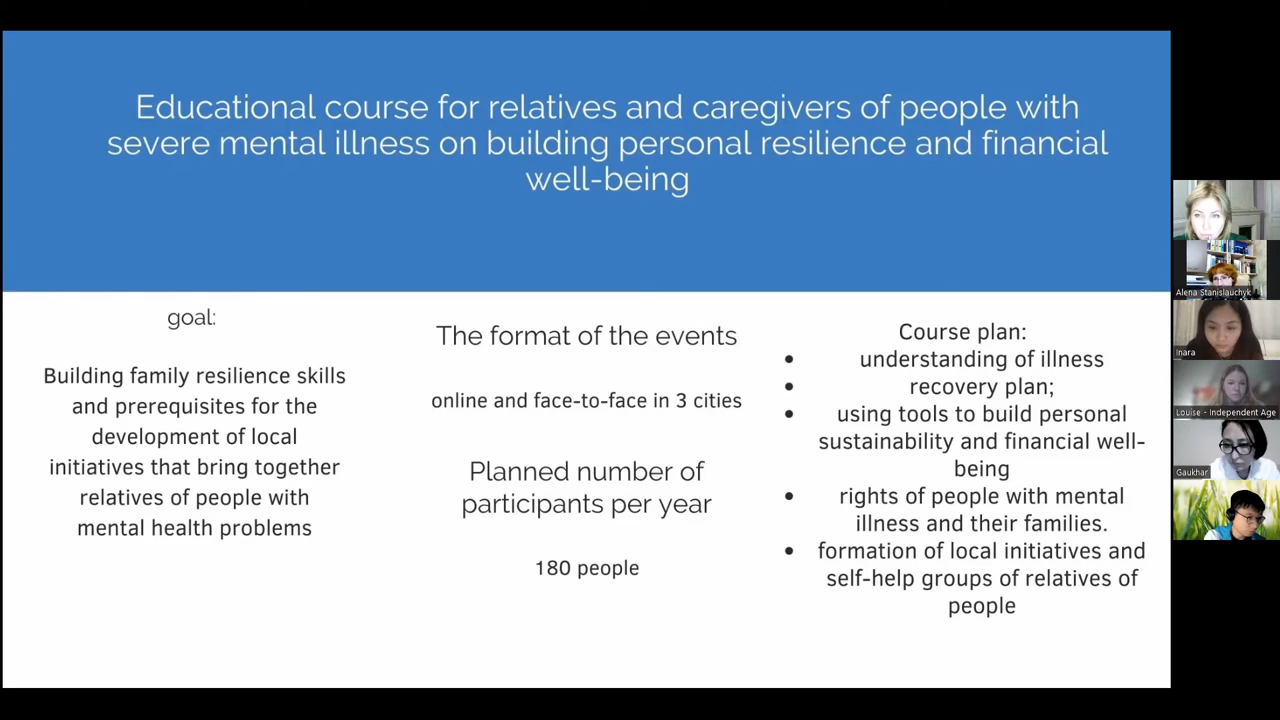 Educational course for relatives and caregivers of people with
severe mental illness on building personal resilience and financial
well-being
goal:
Building family resilience skills
and prerequisites for the
development of local
initiatives that bring together
relatives of people with
mental health problems
The format of the events
online and face-to-face in 3 cities
Planned number of
participants per year
180 people
Course plan:
• understanding of illness
• recovery plan;
• using tools to build personal
sustainability and financial well-
being
• rights of people with mental
illness and their families.
• formation of local initiatives and
self-help groups of relatives of
people
Alena Stanislauchyk
Inara
Louise - Independent Age
Gaukhar